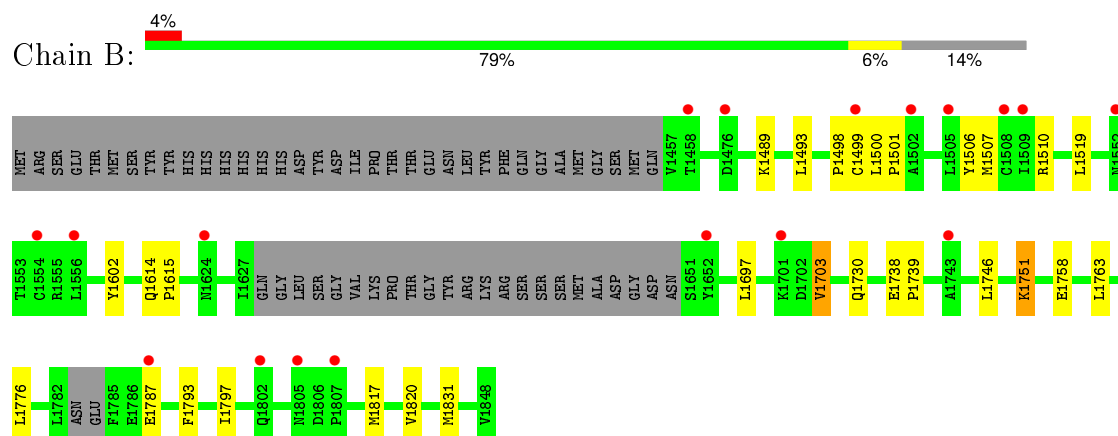 4%
Chain B:
79% 6% 14%
MET ARG SER GLU THR MET SER TYR TYR HIS HIS HIS HIS HIS HIS ASP TYR ASP ILE PRO THR THR GLU ASN LEU TYR PHE GLN GLY ALA MET GLY SER MET GLN V1457 T1458 D1476 K1489 L1493 P1498 C1499 L1500 P1501 A1502 L1505 Y1506 M1507 C1508 I1509 R1510 L1519 N1552
T1553 C1554 R1555 L1556 Y1602 Q1614 P1615 N1624 I1627 GLN GLY LEU SER GLY VAL LYS PRO THR GLY TYR ARG LYS ARG SER SER SER MET ALA ASP GLY ASP ASN S1651 Y1652 L1697 K1701 D1702 V1703 Q1730 E1738 P1739 A1743 L1746 K1751 E1758 L1763
L1776 L1782 ASN GLU F1785 E1786 E1787 F1793 I1797 Q1802 N1805 D1806 P1807 M1817 V1820 M1831 V1848